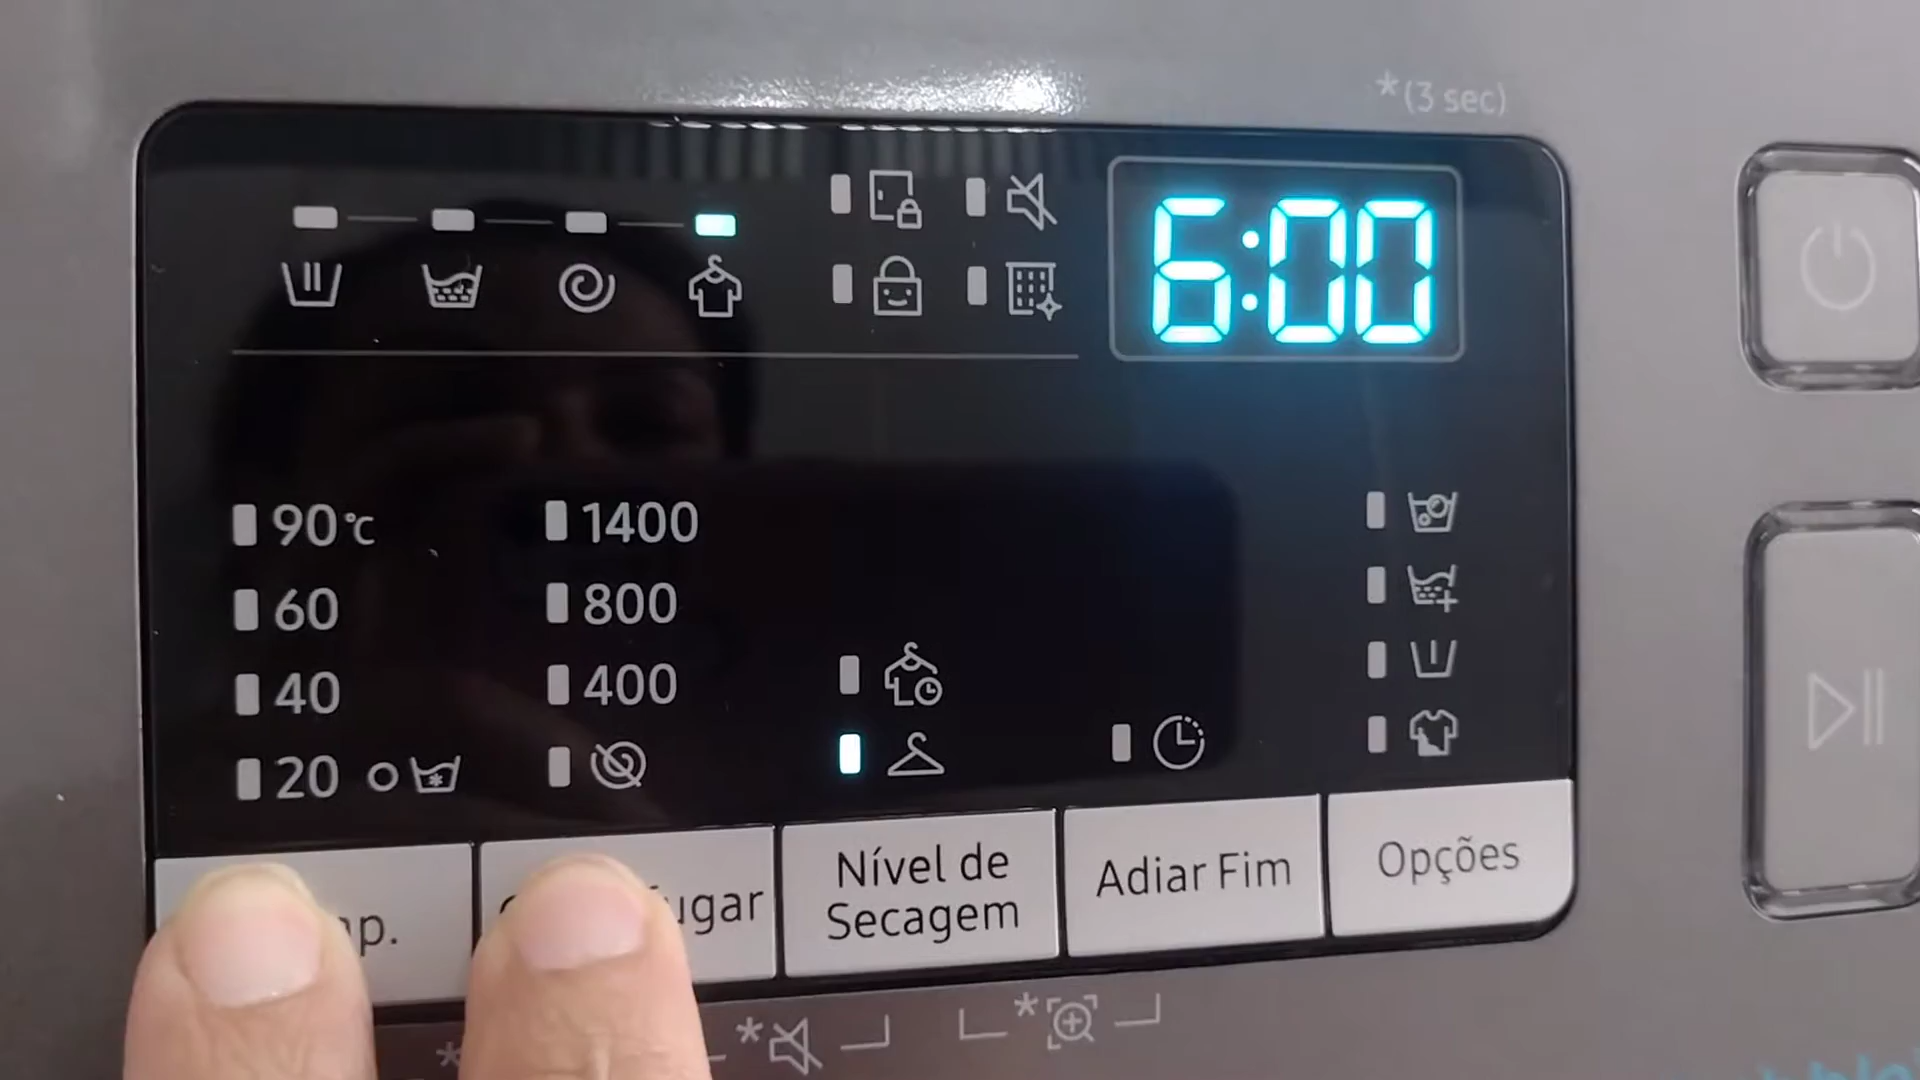 *(3 sec)
6:00
90°C
60
40
20
1400
800
400
Nível de
Secagem
Adiar Fim
Opções